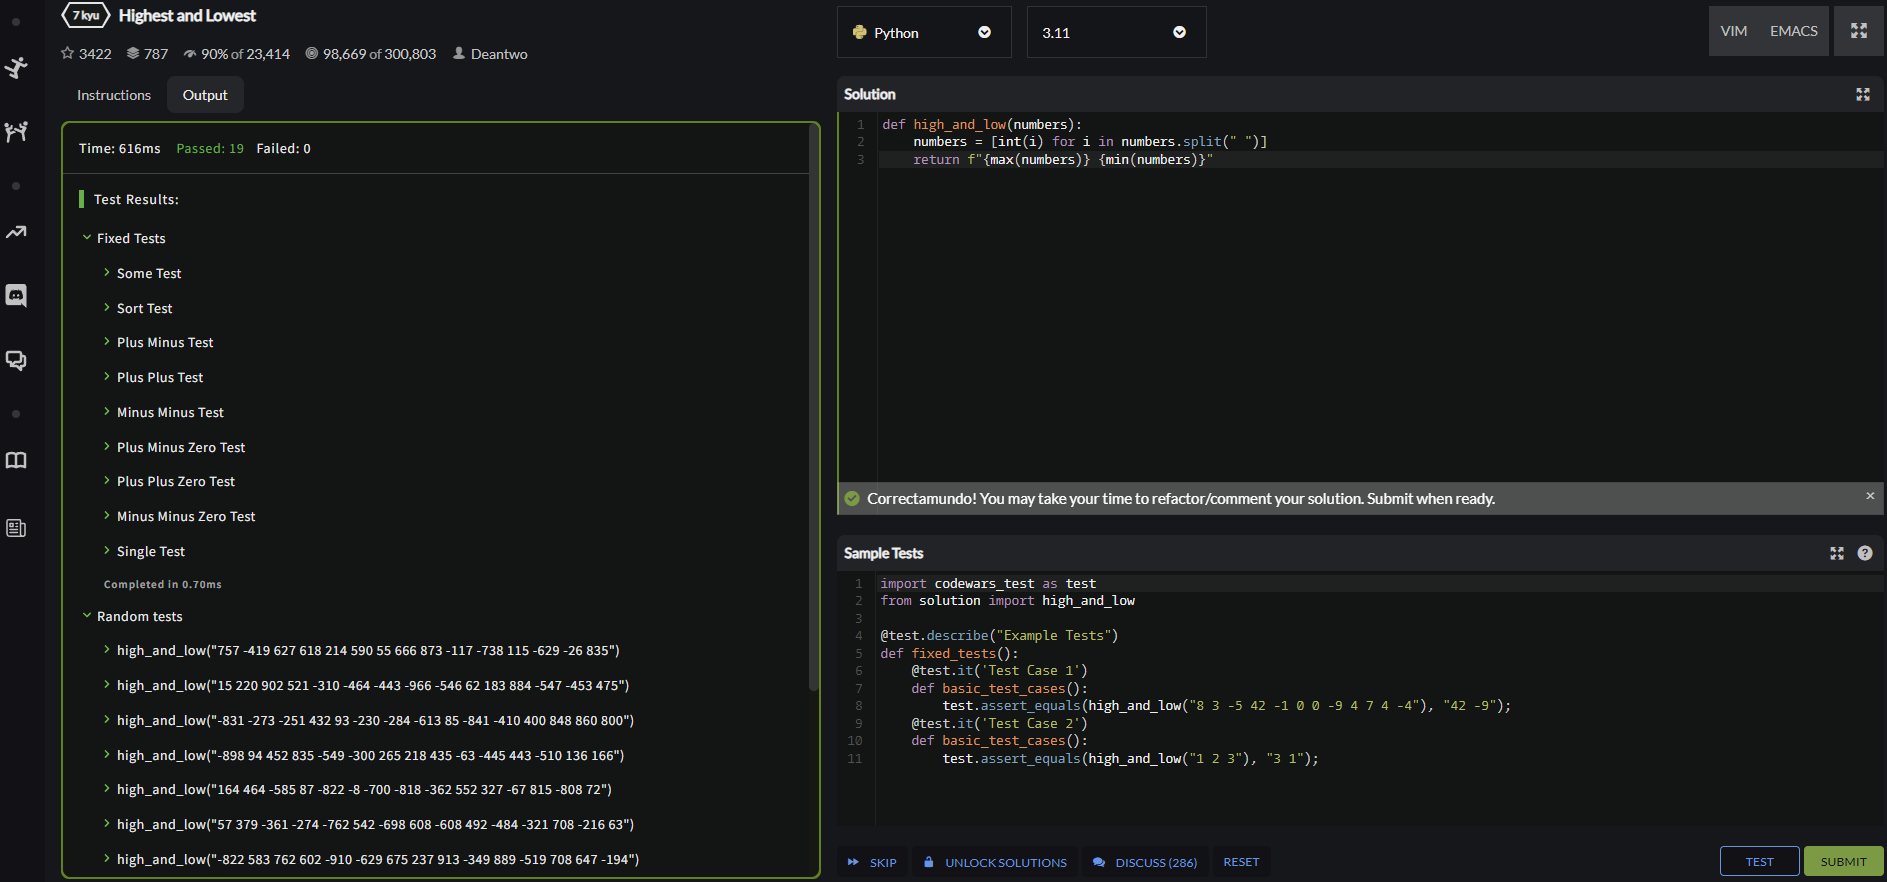 7 kyu Highest and Lowest
3422 787 90% of 23,414 98,669 of 300,803 Deantwo
Instructions Output
Time: 616ms Passed: 19 Failed: 0
Test Results:
Fixed Tests
Some Test
Sort Test
Plus Minus Test
Plus Plus Test
Minus Minus Test
Plus Minus Zero Test
Plus Plus Zero Test
Minus Minus Zero Test
Single Test
Completed in 0.70ms
Random tests
high_and_low("757 -419 627 618 214 590 55 666 873 -117 -738 115 -629 -26 835")
high_and_low("15 220 902 521 -310 -464 -443 -966 -546 62 183 884 -547 -453 475")
high_and_low("-831 -273 -251 432 93 -230 -284 -613 85 -841 -410 400 848 860 800")
high_and_low("-898 94 452 835 -549 -300 265 218 435 -63 -445 443 -510 136 166")
high_and_low("164 464 -585 87 -822 -8 -700 -818 -362 552 327 -67 815 -808 72")
high_and_low("57 379 -361 -274 -762 542 -698 608 -608 492 -484 -321 708 -216 63")
high_and_low("-822 583 762 602 -910 -629 675 237 913 -349 889 -519 708 647 -194")
Python 3.11 VIM EMACS
Solution
1 def high_and_low(numbers):
2     numbers = [int(i) for i in numbers.split(" ")]
3     return f"{max(numbers)} {min(numbers)}"
Correctamundo! You may take your time to refactor/comment your solution. Submit when ready. ×
Sample Tests ?
1 import codewars_test as test
2 from solution import high_and_low
3
4 @test.describe("Example Tests")
5 def fixed_tests():
6     @test.it('Test Case 1')
7     def basic_test_cases():
8         test.assert_equals(high_and_low("8 3 -5 42 -1 0 0 -9 4 7 4 -4"), "42 -9");
9     @test.it('Test Case 2')
10     def basic_test_cases():
11         test.assert_equals(high_and_low("1 2 3"), "3 1");
SKIP UNLOCK SOLUTIONS DISCUSS (286) RESET TEST SUBMIT